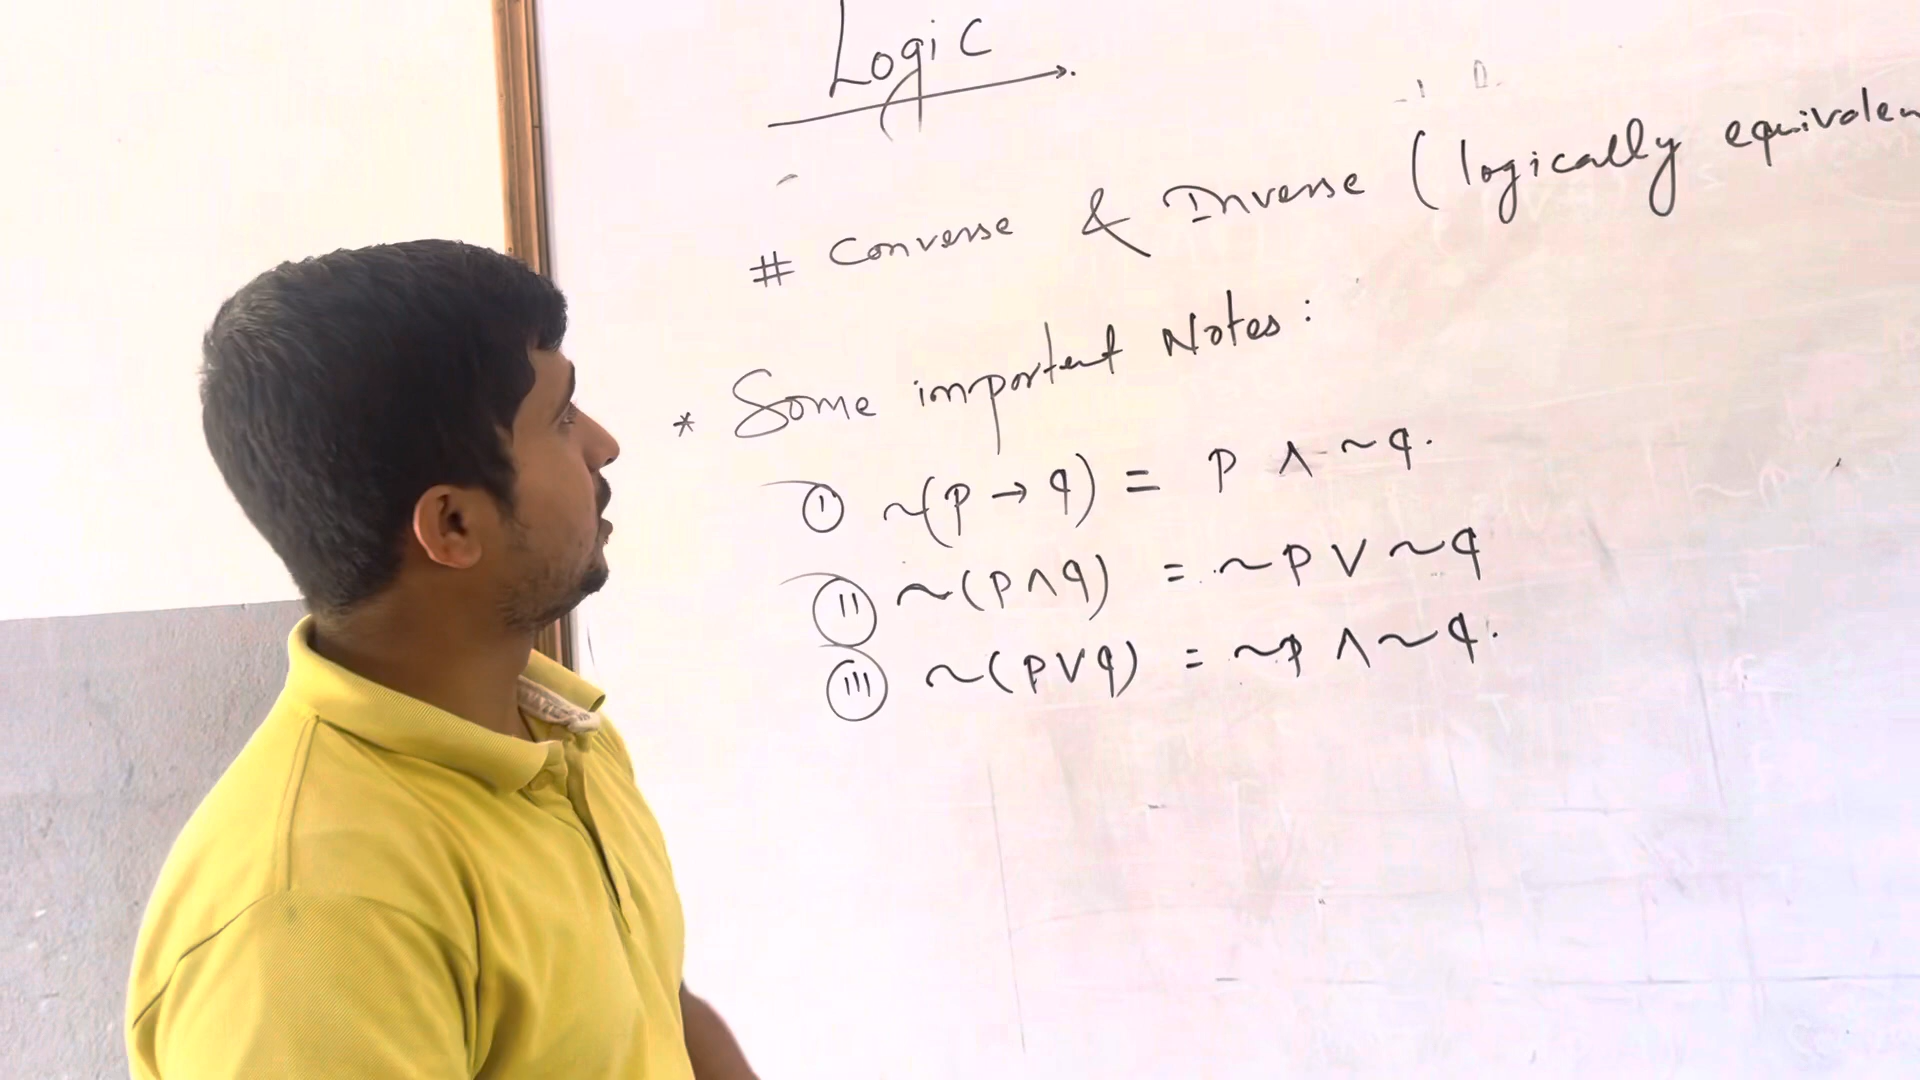 Logic
# Converse & Inverse (logically equivalen
* Some important Notes:
(i) ~(p → q) = p ∧ ~q.
(ii) ~(p ∧ q) = ~p ∨ ~q
(iii) ~(p ∨ q) = ~p ∧ ~q.